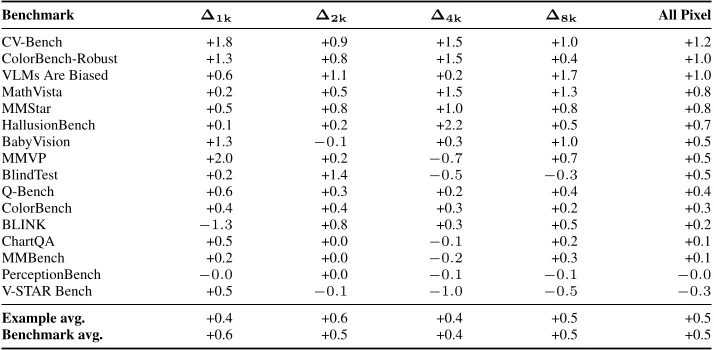 Benchmark Δ1k Δ2k Δ4k Δ8k All Pixel
CV-Bench +1.8 +0.9 +1.5 +1.0 +1.2
ColorBench-Robust +1.3 +0.8 +1.5 +0.4 +1.0
VLMs Are Biased +0.6 +1.1 +0.2 +1.7 +1.0
MathVista +0.2 +0.5 +1.5 +1.3 +0.8
MMStar +0.5 +0.8 +1.0 +0.8 +0.8
HallusionBench +0.1 +0.2 +2.2 +0.5 +0.7
BabyVision +1.3 −0.1 +0.3 +1.0 +0.5
MMVP +2.0 +0.2 −0.7 +0.7 +0.5
BlindTest +0.2 +1.4 −0.5 −0.3 +0.5
Q-Bench +0.6 +0.3 +0.2 +0.4 +0.4
ColorBench +0.4 +0.4 +0.3 +0.2 +0.3
BLINK −1.3 +0.8 +0.3 +0.5 +0.2
ChartQA +0.5 +0.0 −0.1 +0.2 +0.1
MMBench +0.2 +0.0 −0.2 +0.3 +0.1
PerceptionBench −0.0 +0.0 −0.1 −0.1 −0.0
V-STAR Bench +0.5 −0.1 −1.0 −0.5 −0.3
Example avg. +0.4 +0.6 +0.4 +0.5 +0.5
Benchmark avg. +0.6 +0.5 +0.4 +0.5 +0.5